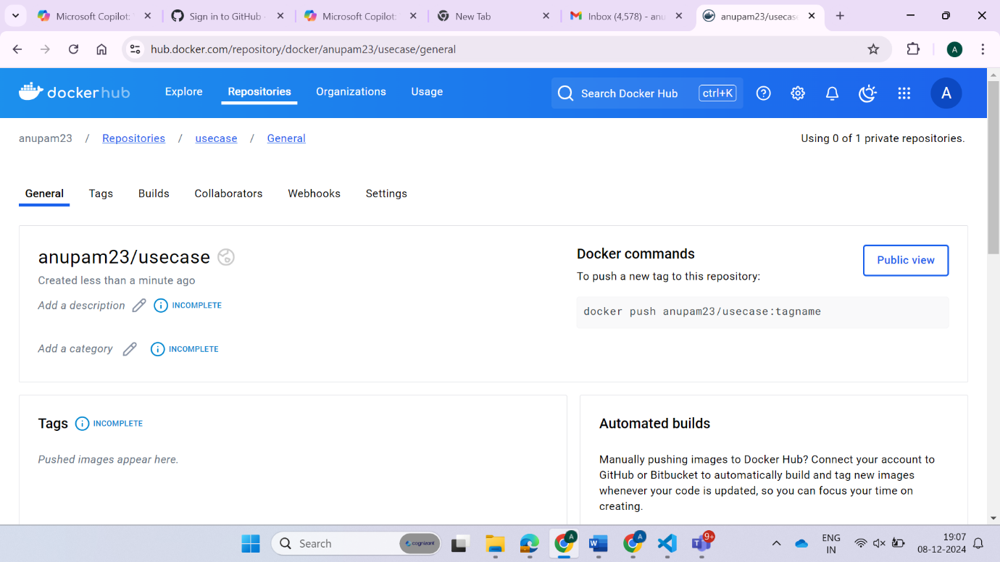 Microsoft Copilot:
Sign in to GitHub
Microsoft Copilot:
New Tab
Inbox (4,578) - anu
anupam23/usecase
hub.docker.com/repository/docker/anupam23/usecase/general
A
docker hub
Explore
Repositories
Organizations
Usage
Search Docker Hub
ctrl+K
A
anupam23 / Repositories / usecase / General
Using 0 of 1 private repositories.
General
Tags
Builds
Collaborators
Webhooks
Settings
anupam23/usecase
Created less than a minute ago
Add a description
INCOMPLETE
Add a category
INCOMPLETE
Docker commands
Public view
To push a new tag to this repository:
docker push anupam23/usecase:tagname
Tags
INCOMPLETE
Pushed images appear here.
Automated builds
Manually pushing images to Docker Hub? Connect your account to
GitHub or Bitbucket to automatically build and tag new images
whenever your code is updated, so you can focus your time on
creating.
Search
cognizant
A
A
9+
ENG
IN
19:07
08-12-2024